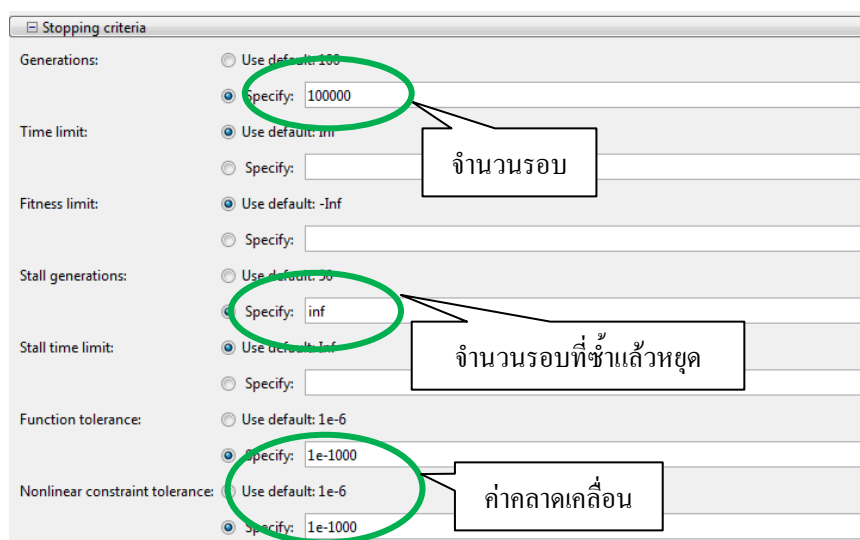 Stopping criteria
Generations:
Use default: 100
Specify: 100000
จำนวนรอบ
Time limit:
Use default: Inf
Specify:
Fitness limit:
Use default: -Inf
Specify:
Stall generations:
Use default: 50
Specify: inf
จำนวนรอบที่ซ้ำแล้วหยุด
Stall time limit:
Use default: Inf
Specify:
Function tolerance:
Use default: 1e-6
Specify: 1e-1000
ค่าคลาดเคลื่อน
Nonlinear constraint tolerance:
Use default: 1e-6
Specify: 1e-1000